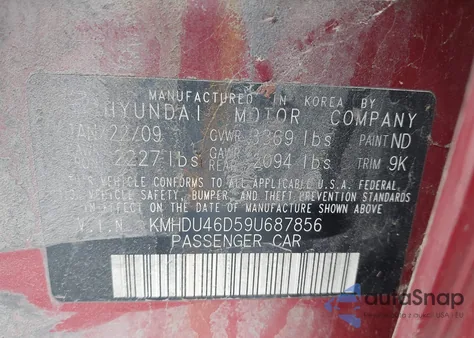 MANUFACTURED IN KOREA BY
HYUNDAI MOTOR COMPANY
JAN 22/09 GVWR lbs PAINT ND
2227 lbs GAWR REAR 2094 lbs TRIM 9K
THIS VEHICLE CONFORMS TO ALL APPLICABLE U.S.A. FEDERAL
MOTOR VEHICLE SAFETY, BUMPER, AND THEFT PREVENTION STANDARDS
IN EFFECT ON THE DATE OF MANUFACTURE SHOWN ABOVE
V.I.N. KMHDU46D59U687856
PASSENGER CAR
autoSnap